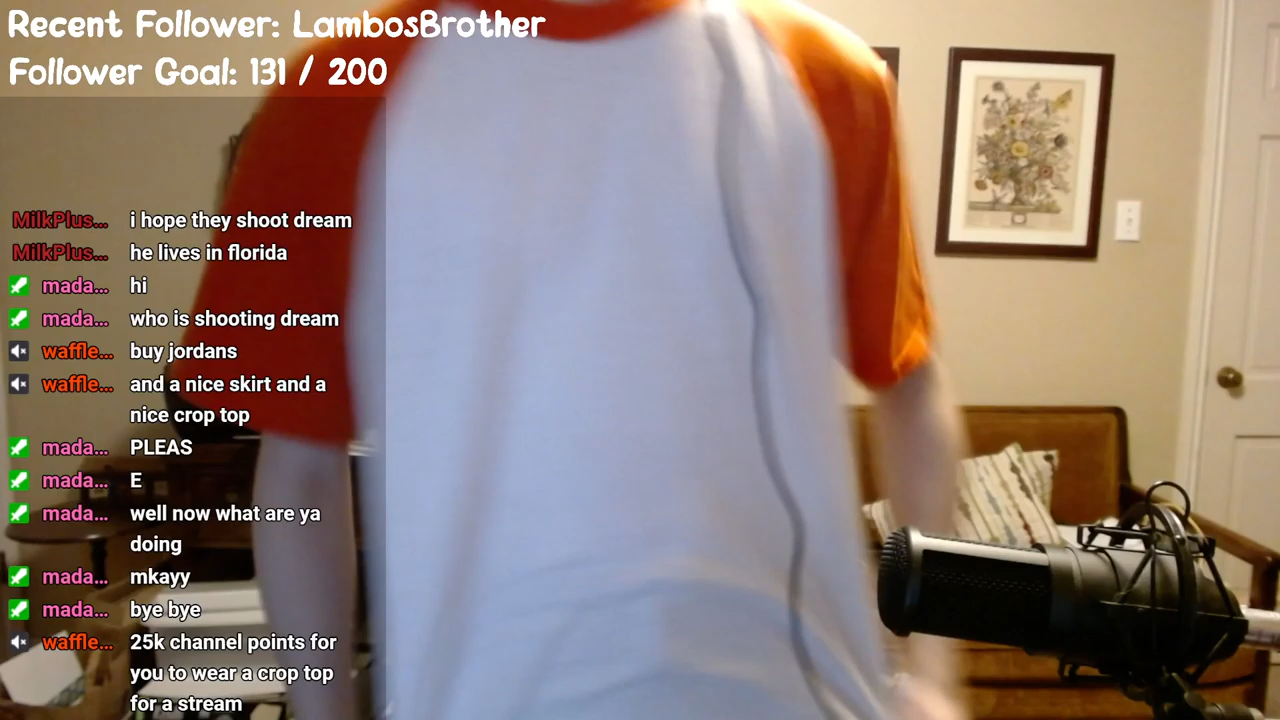 Recent Follower: LambosBrother
Follower Goal: 131 / 200
MilkPlus... i hope they shoot dream
MilkPlus... he lives in florida
mada... hi
mada... who is shooting dream
waffle... buy jordans
waffle... and a nice skirt and a
nice crop top
mada... PLEAS
mada... E
mada... well now what are ya
doing
mada... mkayy
mada... bye bye
waffle... 25k channel points for
you to wear a crop top
for a stream